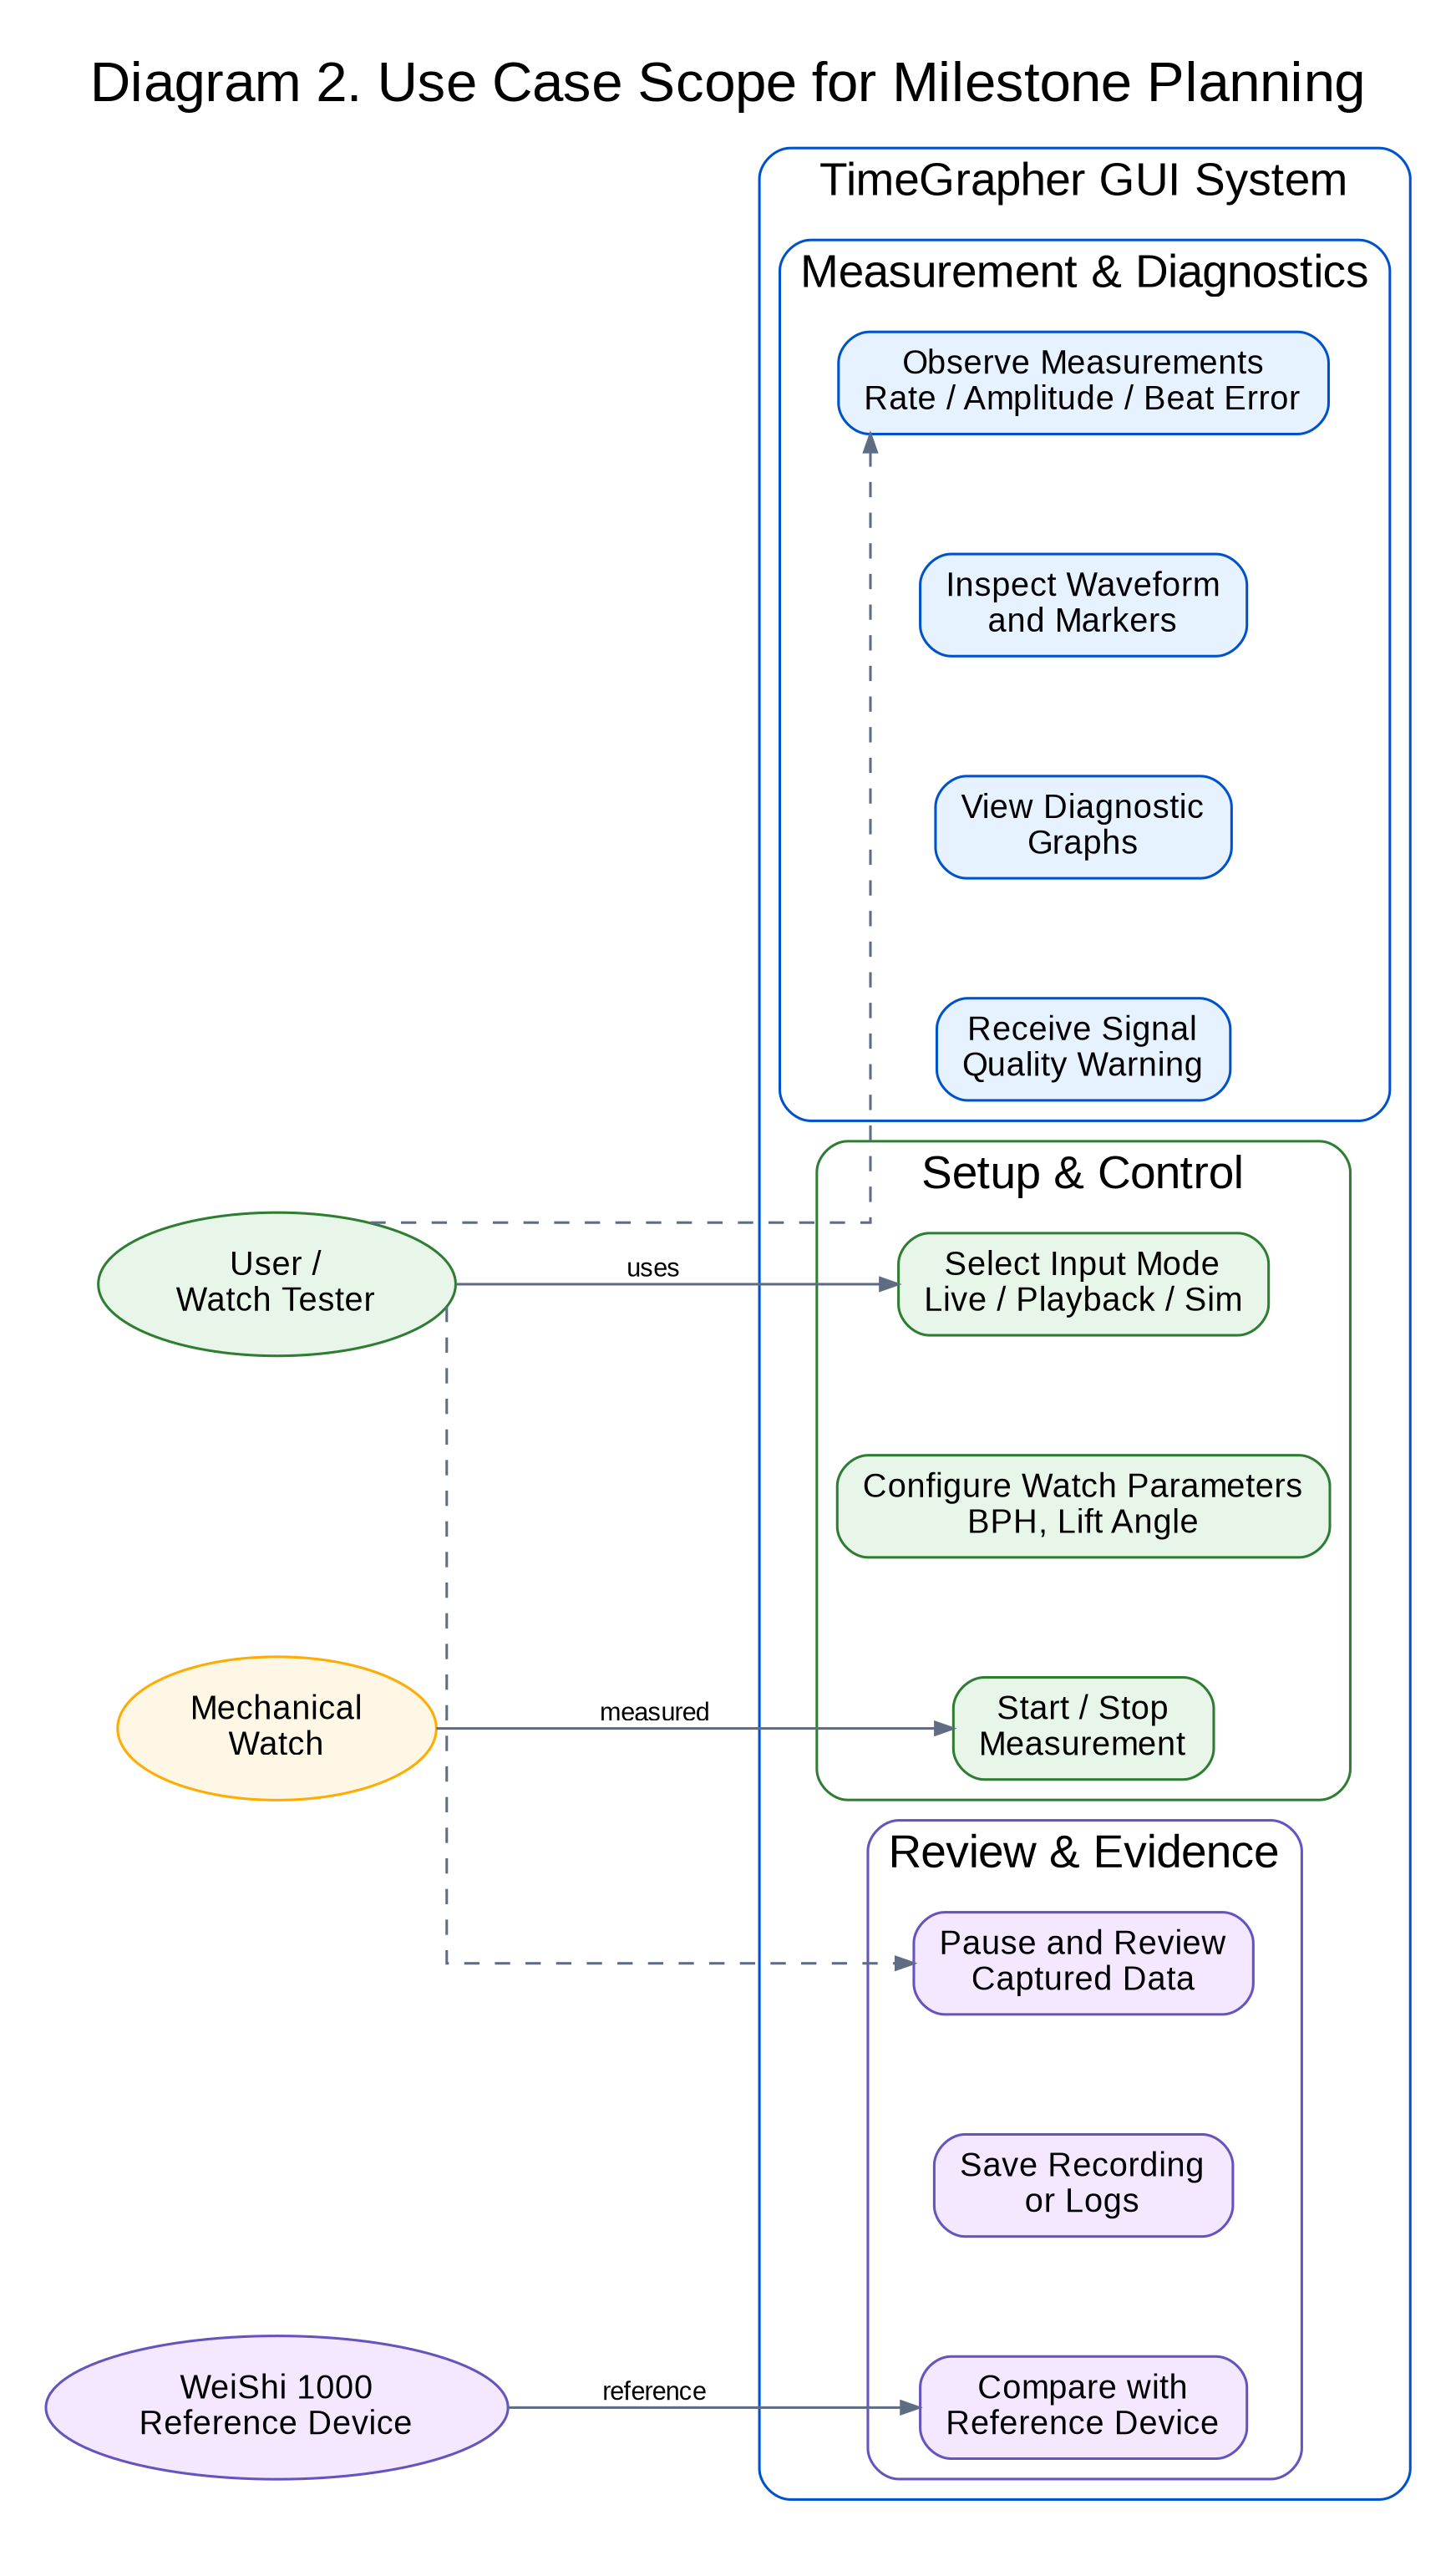 Diagram 2. Use Case Scope for Milestone Planning
TimeGrapher GUI System
Measurement & Diagnostics
Observe Measurements
Rate / Amplitude / Beat Error
Inspect Waveform
and Markers
View Diagnostic
Graphs
Receive Signal
Quality Warning
Setup & Control
User /
Watch Tester
uses
Select Input Mode
Live / Playback / Sim
Configure Watch Parameters
BPH, Lift Angle
Mechanical
Watch
measured
Start / Stop
Measurement
Review & Evidence
Pause and Review
Captured Data
Save Recording
or Logs
WeiShi 1000
Reference Device
reference
Compare with
Reference Device